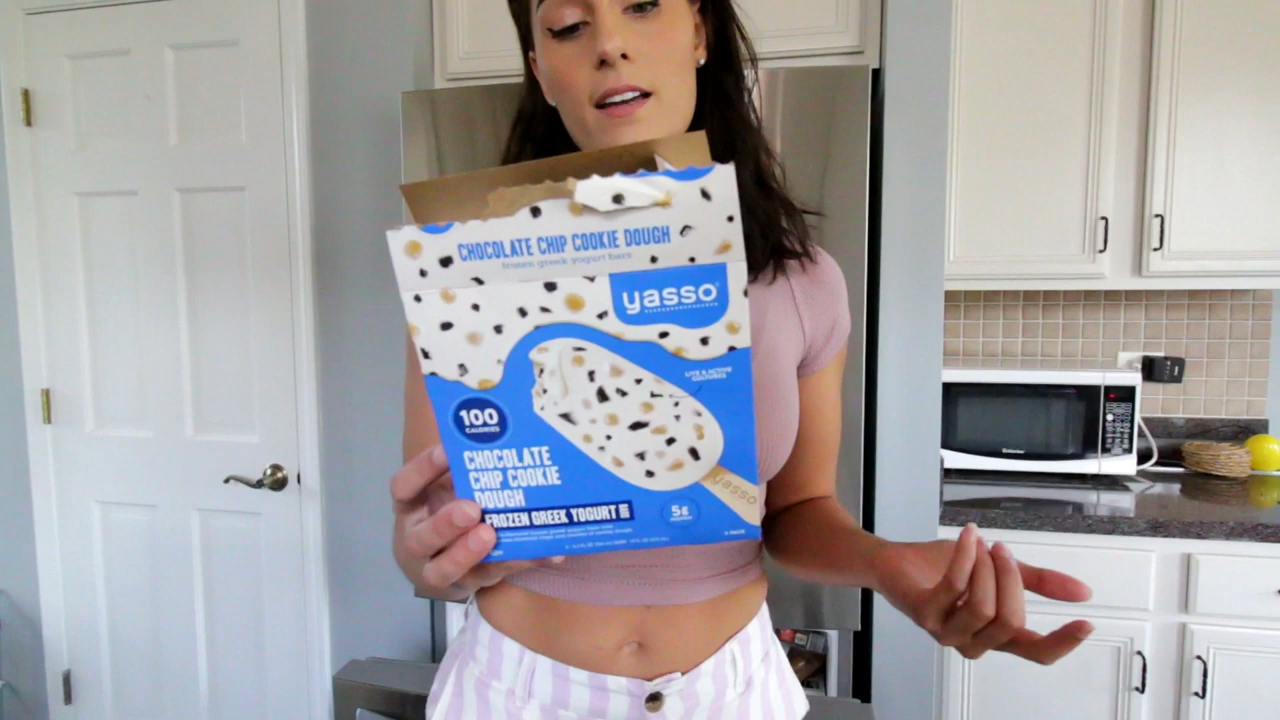 CHOCOLATE CHIP COOKIE DOUGH
frozen greek yogurt bars
yasso
LIVE & ACTIVE
CULTURES
100
CALORIES
CHOCOLATE
CHIP COOKIE
DOUGH
FROZEN GREEK YOGURT
yasso
5g
PROTEIN